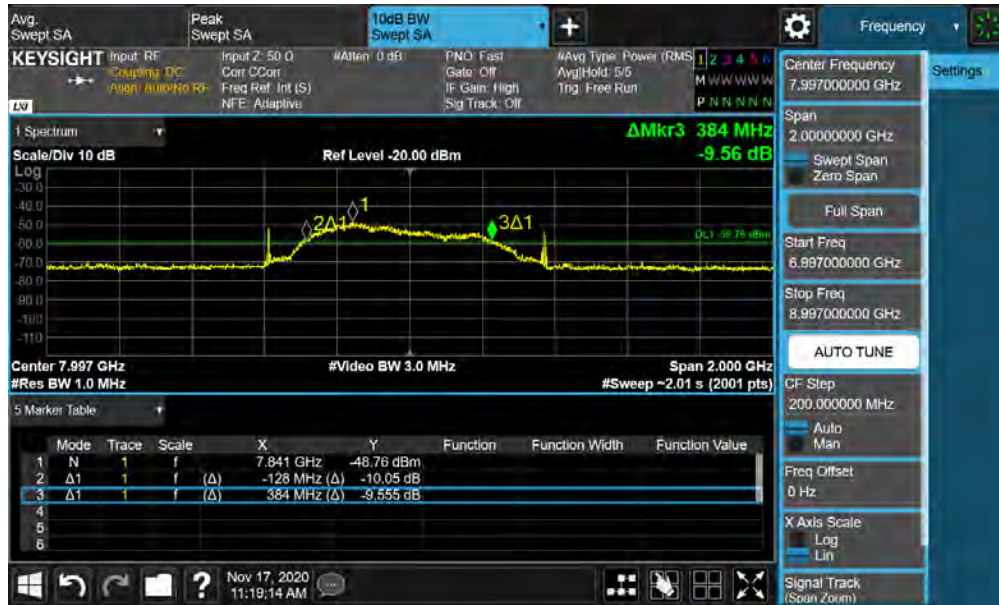 Avg.
Swept SA
Peak
Swept SA
10dB BW
Swept SA
Frequency
KEYSIGHT
Input: RF
Coupling: DC
Align: Auto/No RF
Input Z: 50 Ω
Corr CCorr
Freq Ref: Int (S)
NFE: Adaptive
#Atten: 0 dB
PNO: Fast
Gate: Off
IF Gain: High
Sig Track: Off
#Avg Type: Power (RMS
Avg|Hold: 5/5
Trig: Free Run
1 2 3 4 5 6
M W W W W W
P N N N N N
LXI
Center Frequency
7.997000000 GHz
Settings
1 Spectrum
Scale/Div 10 dB
Ref Level -20.00 dBm
ΔMkr3 384 MHz
-9.56 dB
Span
2.00000000 GHz
Swept Span
Zero Span
Full Span
Start Freq
6.997000000 GHz
Stop Freq
8.997000000 GHz
AUTO TUNE
Log
-30.0
-40.0
-50.0
-60.0
-70.0
-80.0
-90.0
-100
-110
2Δ1
1
3Δ1
DL1 -58.76 dBm
Center 7.997 GHz
#Video BW 3.0 MHz
Span 2.000 GHz
#Res BW 1.0 MHz
#Sweep ~2.01 s (2001 pts)
CF Step
200.000000 MHz
Auto
Man
Freq Offset
0 Hz
X Axis Scale
Log
Lin
Signal Track
(Span Zoom)
5 Marker Table
Mode Trace Scale X Y Function Function Width Function Value
1 N 1 f 7.841 GHz -48.76 dBm
2 Δ1 1 f (Δ) -128 MHz (Δ) -10.05 dB
3 Δ1 1 f (Δ) 384 MHz (Δ) -9.555 dB
4
5
6
?
Nov 17, 2020
11:19:14 AM